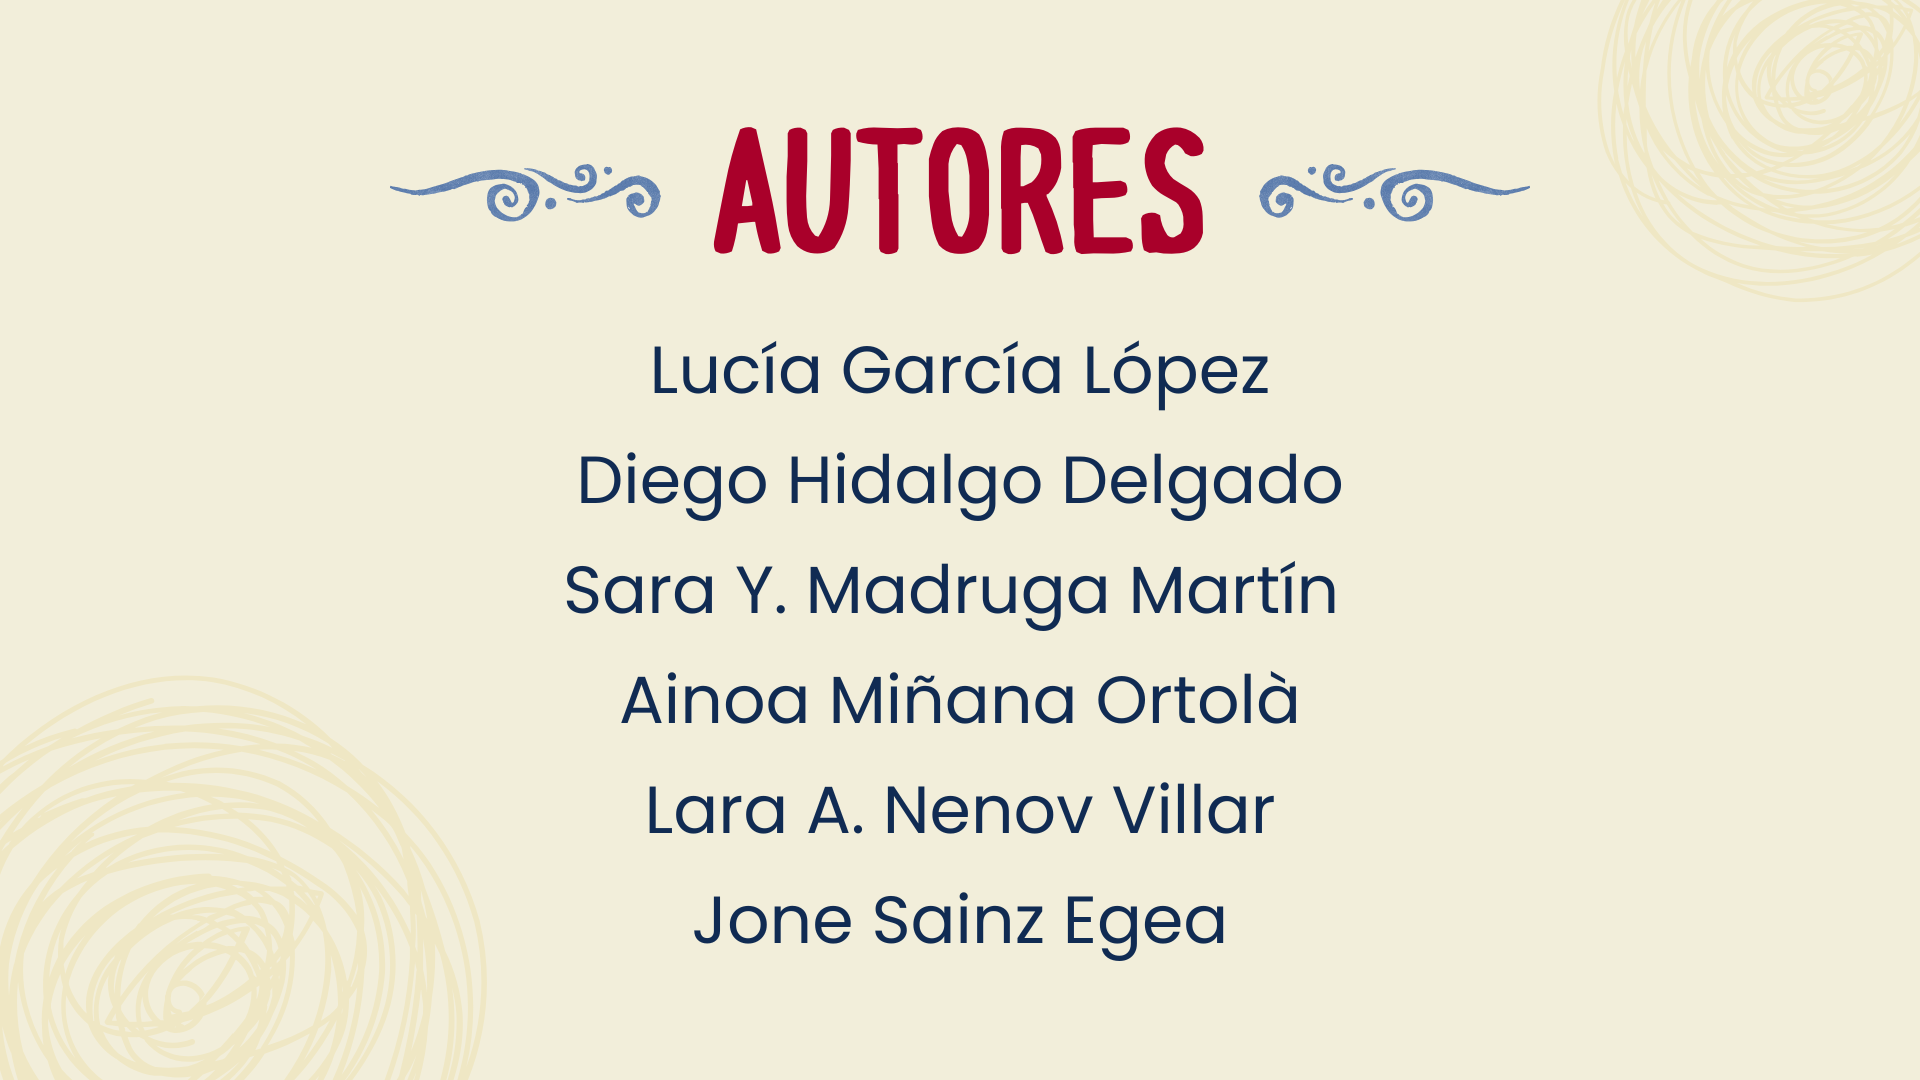 AUTORES
Lucía García López
Diego Hidalgo Delgado
Sara Y. Madruga Martín
Ainoa Miñana Ortolà
Lara A. Nenov Villar
Jone Sainz Egea